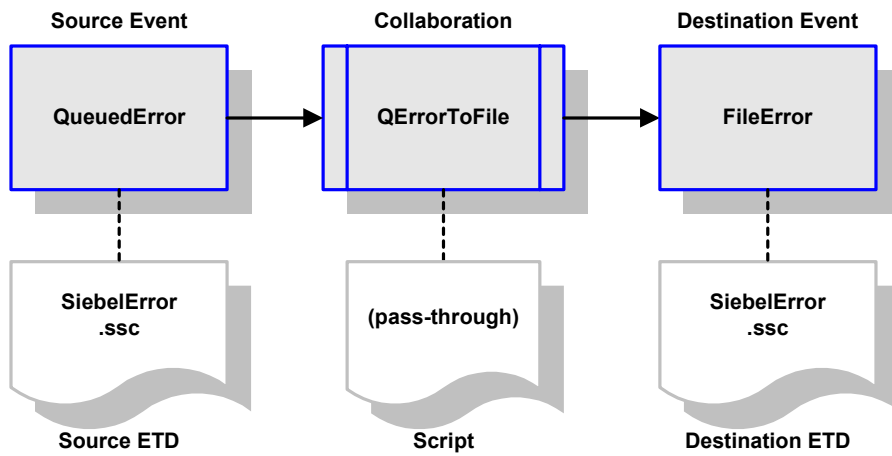 Source Event
Collaboration
Destination Event
QueuedError
QErrorToFile
FileError
SiebelError
.ssc
(pass-through)
SiebelError
.ssc
Source ETD
Script
Destination ETD